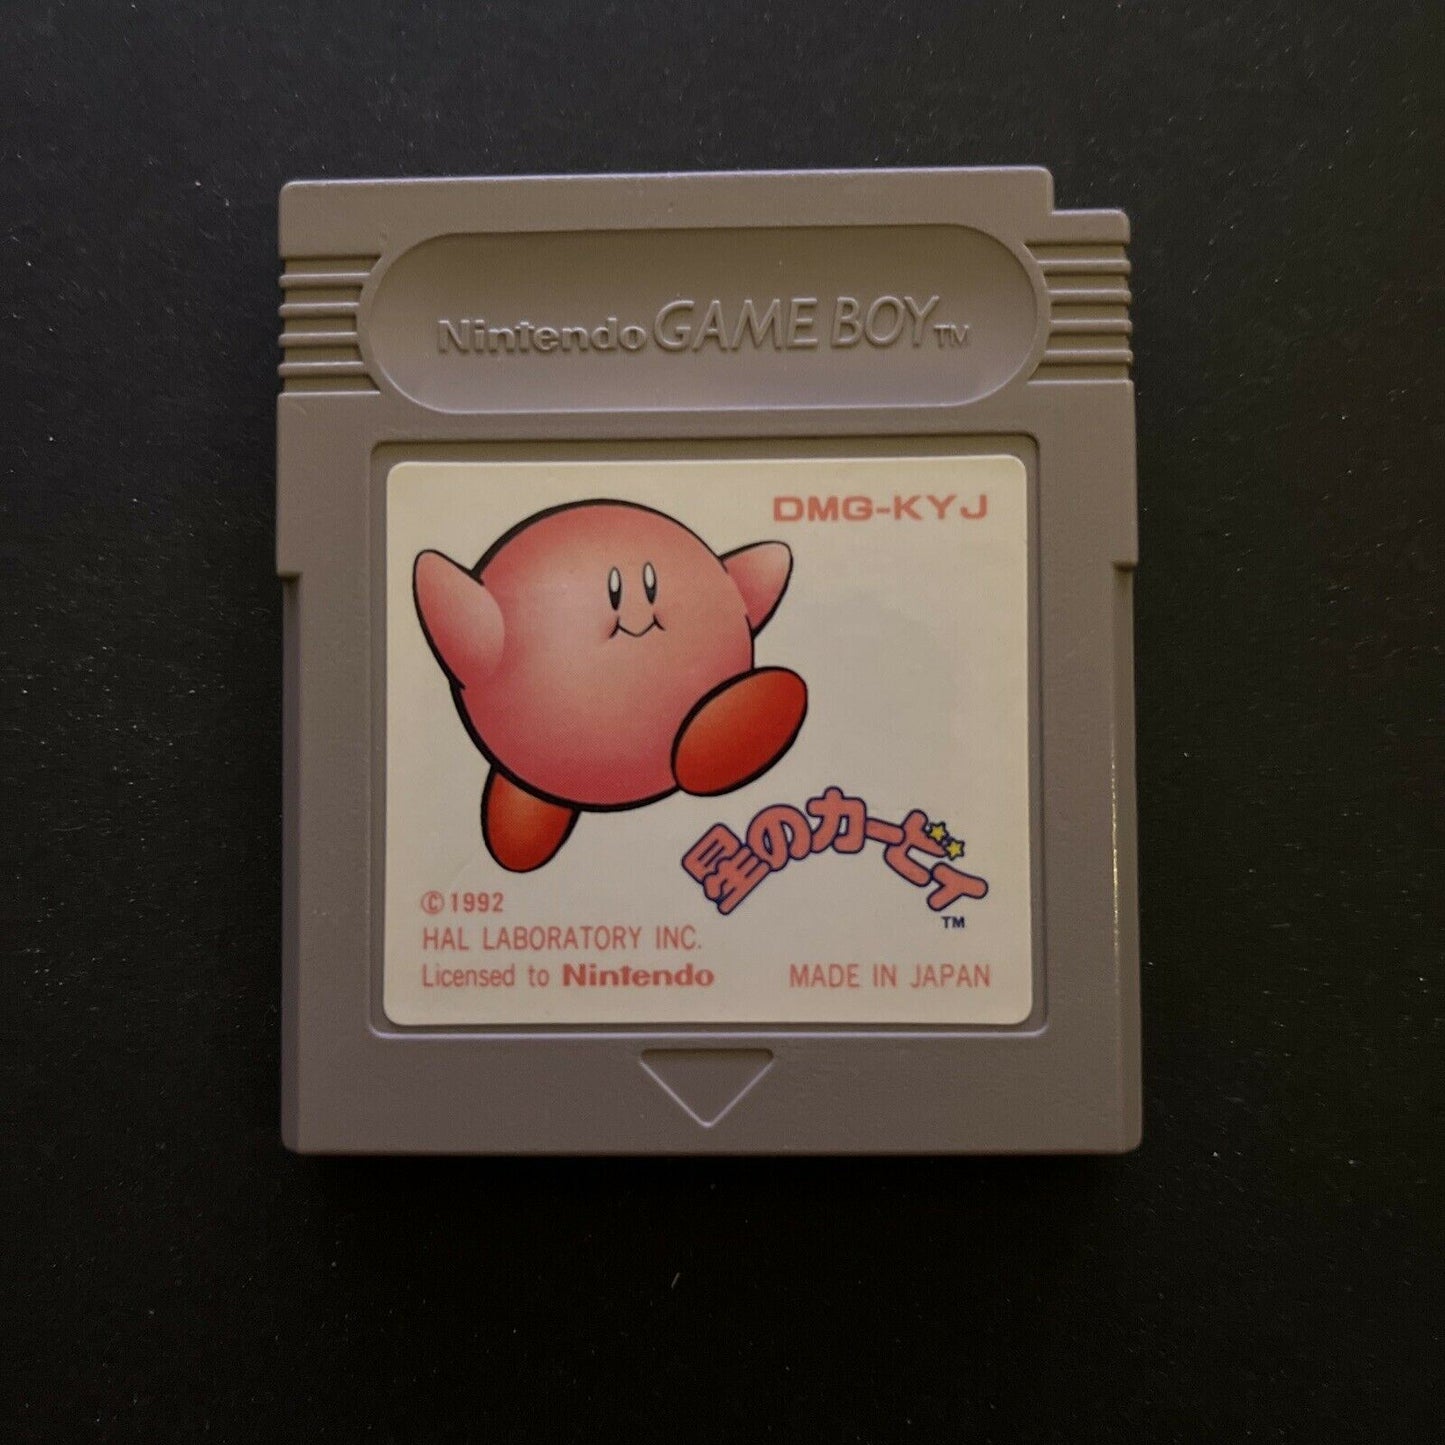 Nintendo GAME BOY TM
DMG-KYJ
星のカービィ
TM
© 1992
HAL LABORATORY INC.
Licensed to Nintendo MADE IN JAPAN